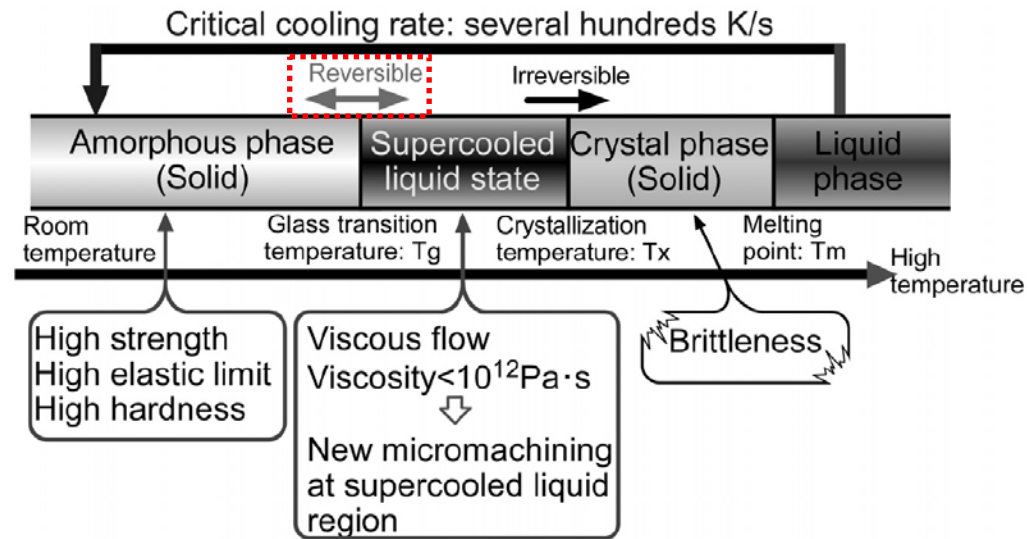 Critical cooling rate: several hundreds K/s
Reversible
Irreversible
Amorphous phase
(Solid)
Supercooled
liquid state
Crystal phase
(Solid)
Liquid
phase
Room
temperature
Glass transition
temperature: Tg
Crystallization
temperature: Tx
Melting
point: Tm
High
temperature
High strength
High elastic limit
High hardness
Viscous flow
Viscosity<10¹²Pa·s
New micromachining
at supercooled liquid
region
Brittleness